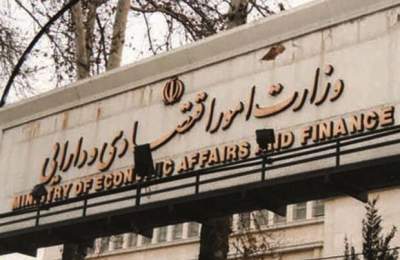 وزارت امور اقتصادی و دارایی
MINISTRY OF ECONOMIC AFFAIRS AND FINANCE